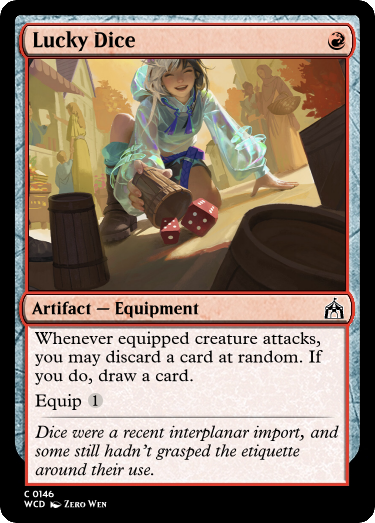 Lucky Dice
Artifact — Equipment
Whenever equipped creature attacks,
you may discard a card at random. If
you do, draw a card.
Equip 1
Dice were a recent interplanar import, and
some still hadn't grasped the etiquette
around their use.
C 0146
WCD Zero Wen